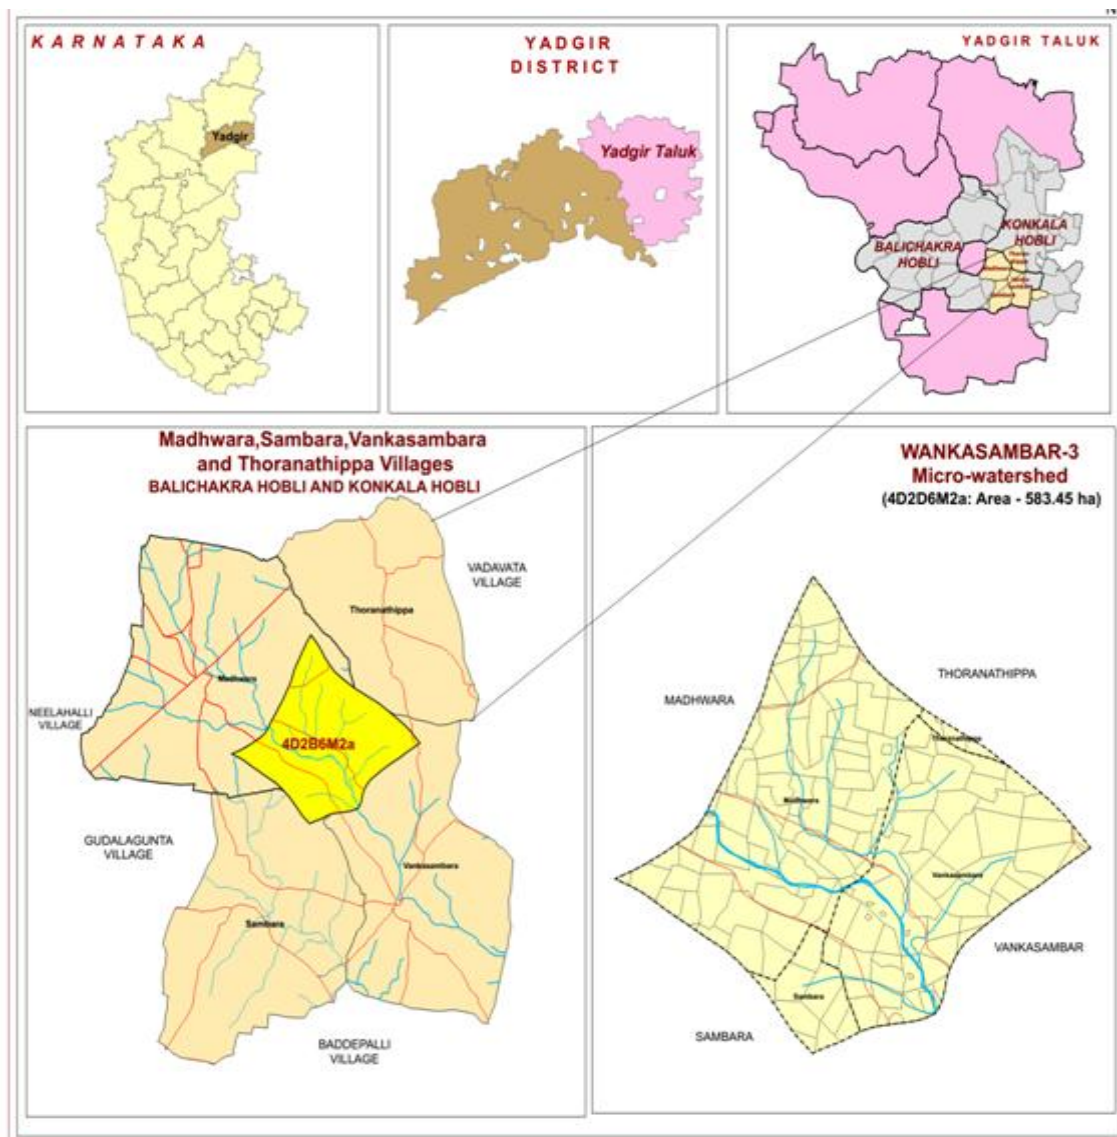 KARNATAKA
Yadgir
YADGIR
DISTRICT
Yadgir Taluk
YADGIR TALUK
KONKALA
HOBLI
BALICHAKRA
HOBLI
Madhwara,Sambara,Vankasambara
and Thoranathippa Villages
BALICHAKRA HOBLI AND KONKALA HOBLI
VADAVATA
VILLAGE
Thoranathippa
Madhwara
NEELAHALLI
VILLAGE
4D2B6M2a
GUDALAGUNTA
VILLAGE
Vankasambara
Sambara
BADDEPALLI
VILLAGE
WANKASAMBAR-3
Micro-watershed
(4D2D6M2a: Area - 583.45 ha)
THORANATHIPPA
MADHWARA
Thoranathippa
Madhwara
Vankasambara
VANKASAMBAR
Sambara
SAMBARA